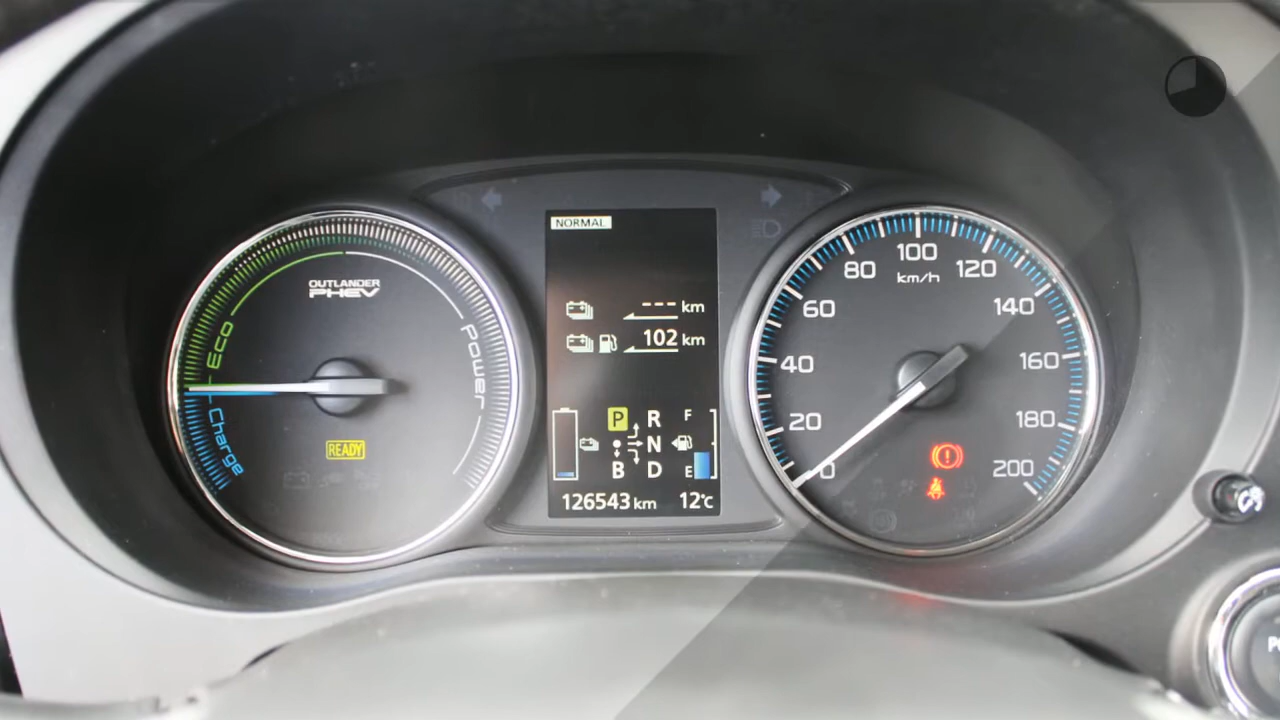 OUTLANDER
PHEV
Eco
Power
Charge
READY
NORMAL
--- km
102 km
P R
N
B D
F
E
126543 km 12°C
0
20
40
60
80
100
120
140
160
180
200
km/h